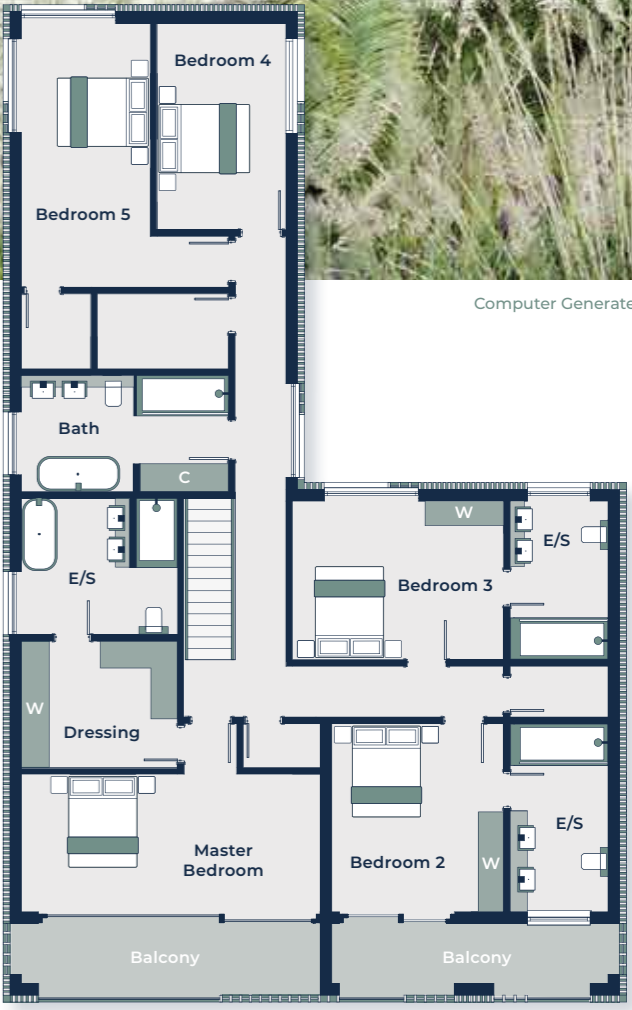 Bedroom 4
Bedroom 5
Computer Generate
Bath
C
W
E/S
E/S
Bedroom 3
W
Dressing
E/S
Master
Bedroom
Bedroom 2
W
Balcony
Balcony